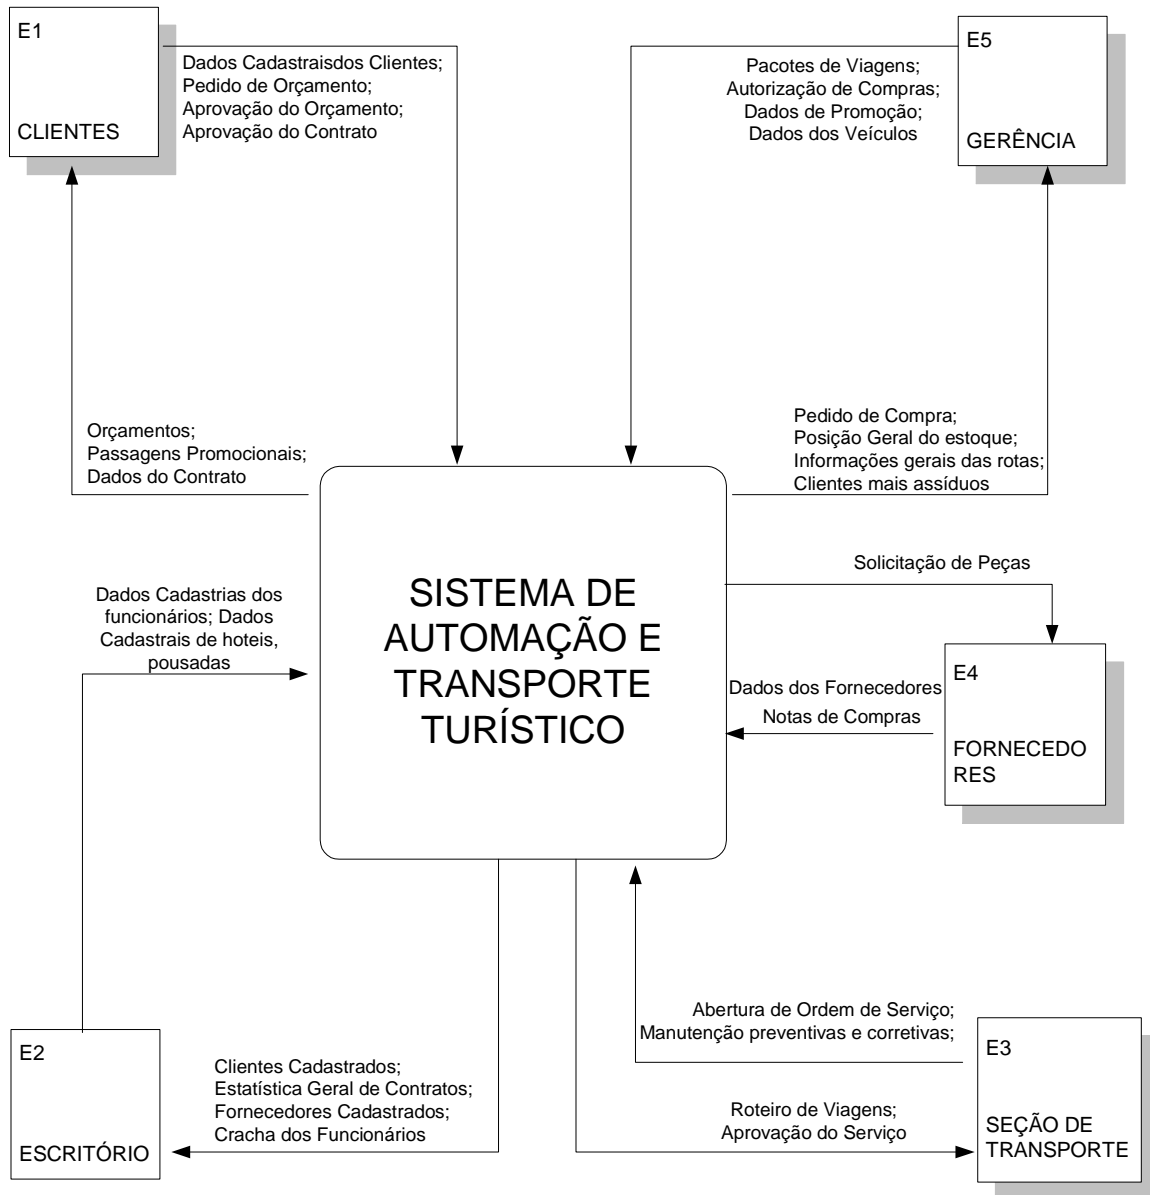 E1
CLIENTES
Dados Cadastraisdos Clientes;
Pedido de Orçamento;
Aprovação do Orçamento;
Aprovação do Contrato
Pacotes de Viagens;
Autorização de Compras;
Dados de Promoção;
Dados dos Veículos
E5
GERÊNCIA
Orçamentos;
Passagens Promocionais;
Dados do Contrato
Pedido de Compra;
Posição Geral do estoque;
Informações gerais das rotas;
Clientes mais assíduos
Dados Cadastrias dos
funcionários; Dados
Cadastrais de hoteis,
pousadas
SISTEMA DE
AUTOMAÇÃO E
TRANSPORTE
TURÍSTICO
Solicitação de Peças
Dados dos Fornecedores
Notas de Compras
E4
FORNECEDO
RES
E2
ESCRITÓRIO
Clientes Cadastrados;
Estatística Geral de Contratos;
Fornecedores Cadastrados;
Cracha dos Funcionários
Abertura de Ordem de Serviço;
Manutenção preventivas e corretivas;
Roteiro de Viagens;
Aprovação do Serviço
E3
SEÇÃO DE
TRANSPORTE